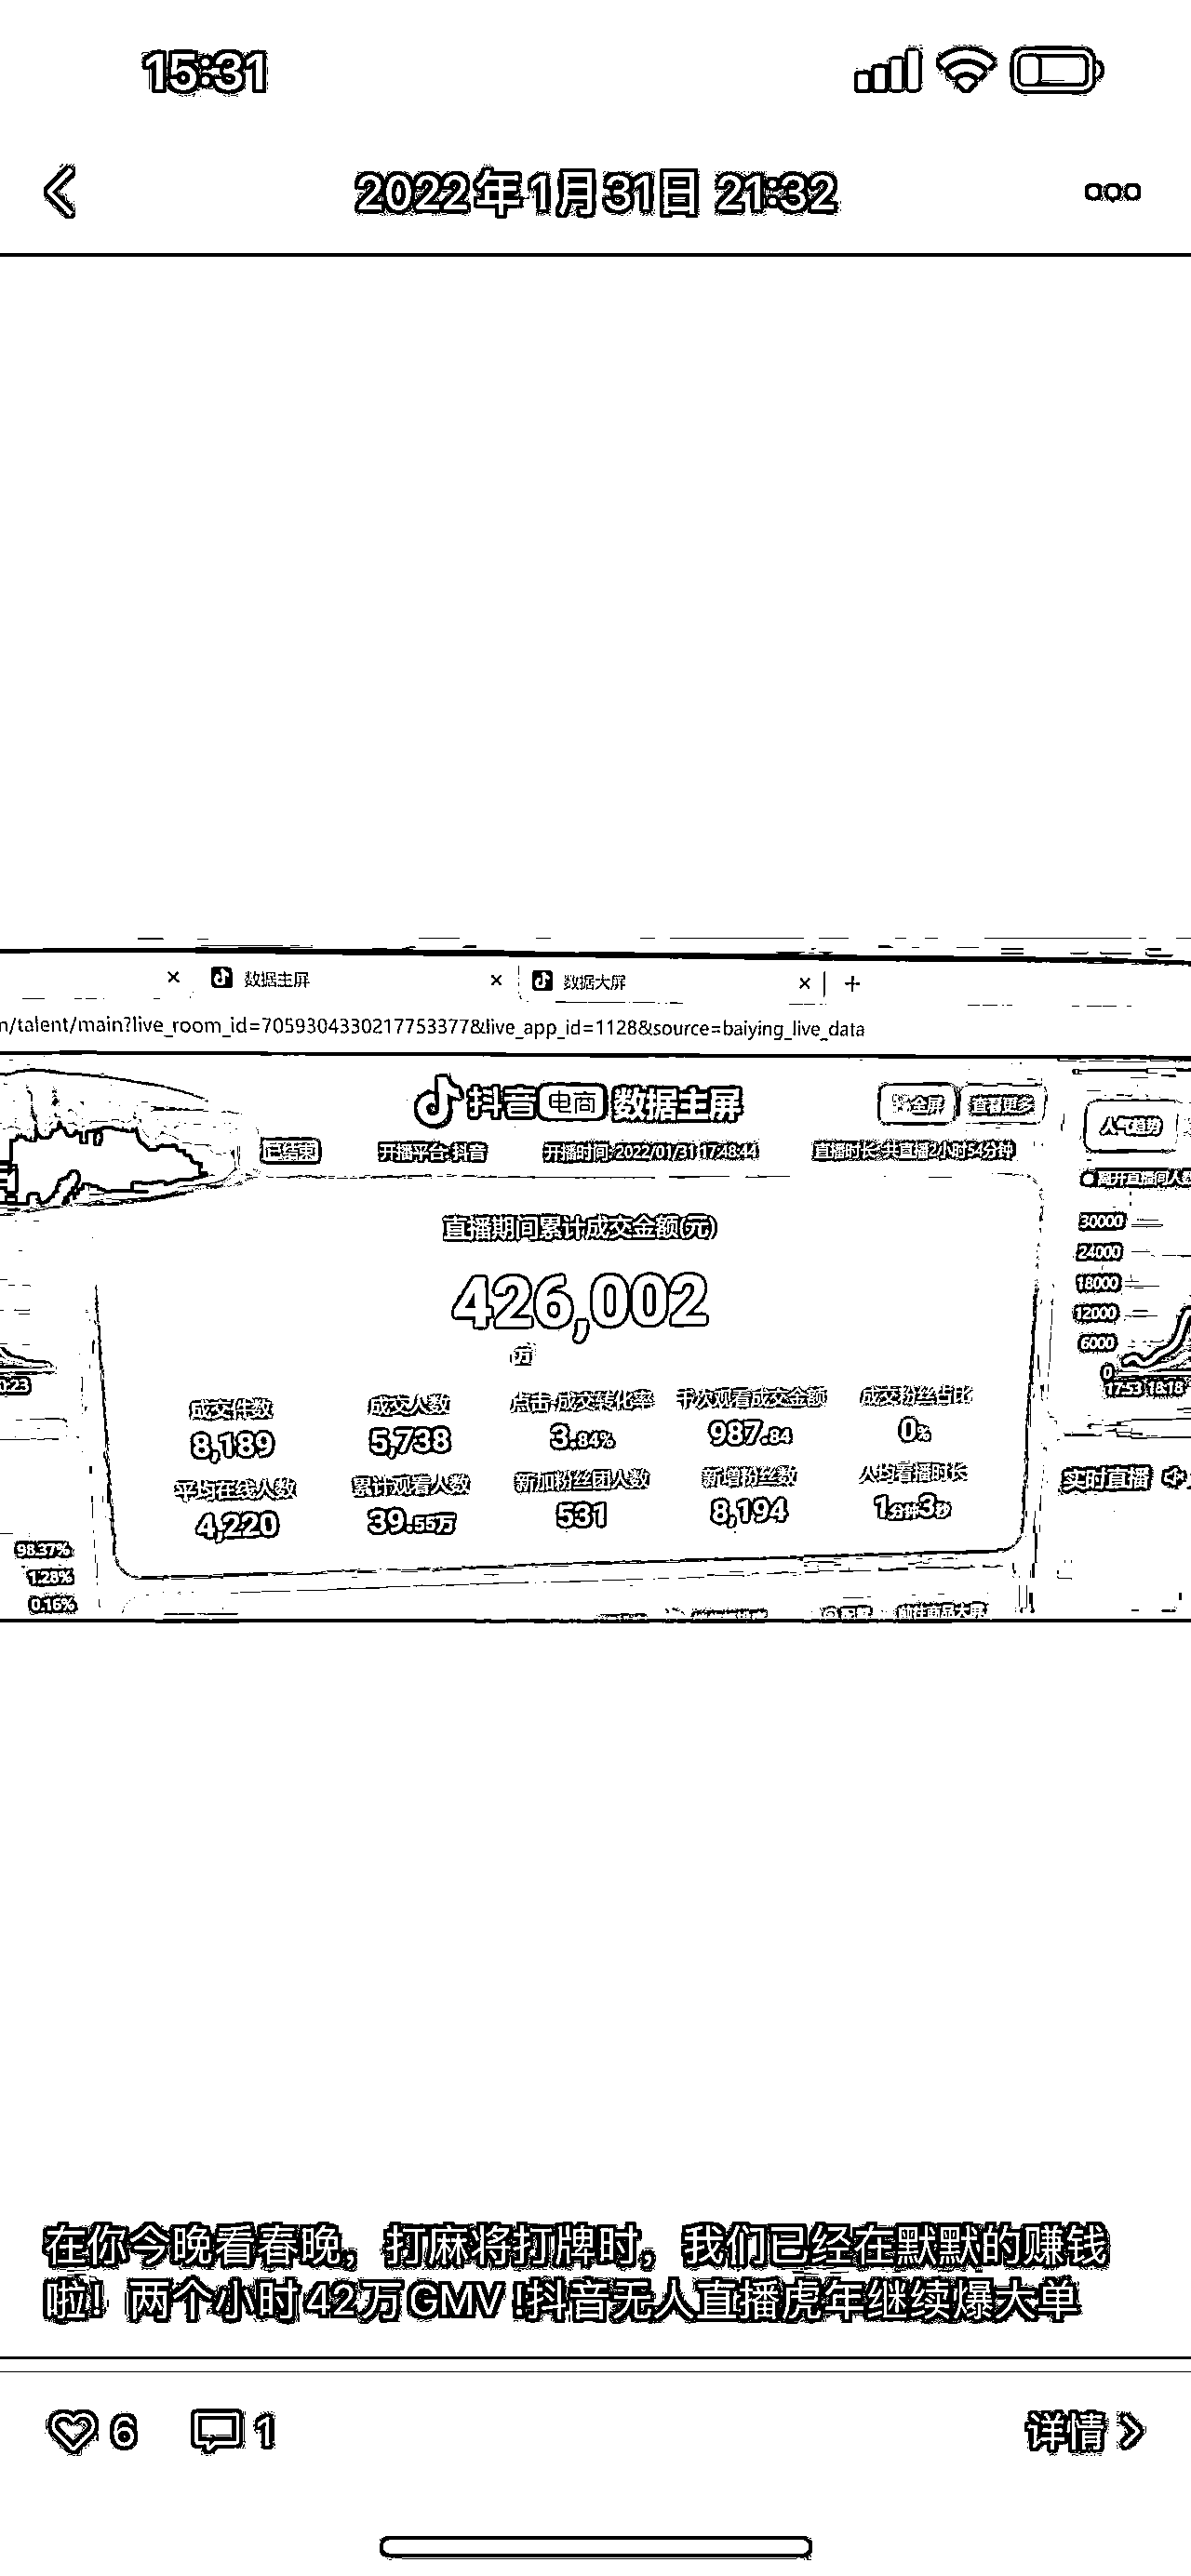 15:31
2022年1月31日 21:32
数据主屏
数据大屏
n/talent/main?live_room_id=7059304330217753377&live_app_id=1128&source=baiying_live_data
抖音 电商 数据主屏
全屏
查看更多
人气趋势
已结束
开播平台:抖音
开播时间:2022/01/31 17:48:44
直播时长:共直播2小时54分钟
离开直播间人数
直播期间累计成交金额(元)
426,002
万
30000
24000
18000
12000
6000
0
17:53 18:18
1:23
成交件数 成交人数 点击-成交转化率 千次观看成交金额 成交粉丝占比
8,189 5,738 3.84% 987.84 0%
平均在线人数 累计观看人数 新加粉丝团人数 新增粉丝数 人均看播时长
4,220 39.55万 531 8,194 1分钟3秒
实时直播
98.37%
1.28%
0.16%
配置 前往商品大屏
在你今晚看春晚，打麻将打牌时，我们已经在默默的赚钱
啦！两个小时42万GMV !抖音无人直播虎年继续爆大单
6 1 详情